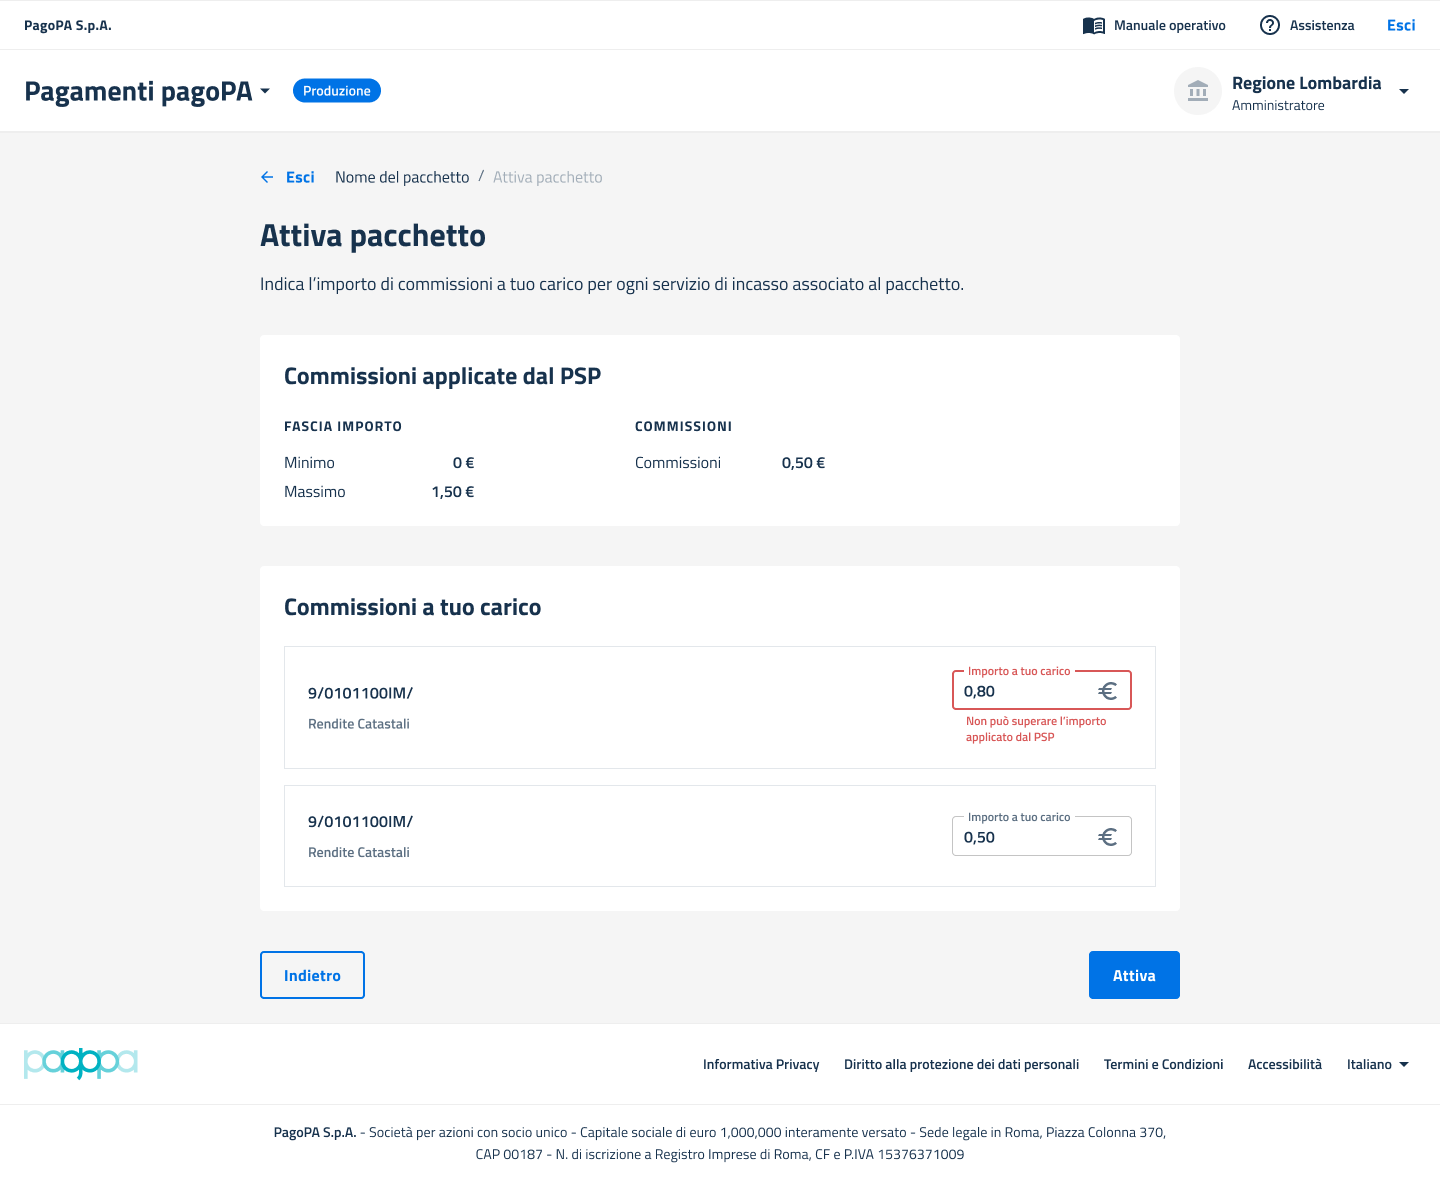 PagoPA S.p.A.
Manuale operativo
Assistenza
Esci
Pagamenti pagoPA
Produzione
Regione Lombardia
Amministratore
Esci
Nome del pacchetto / Attiva pacchetto
Attiva pacchetto
Indica l’importo di commissioni a tuo carico per ogni servizio di incasso associato al pacchetto.
Commissioni applicate dal PSP
FASCIA IMPORTO
Minimo 0 €
Massimo 1,50 €
COMMISSIONI
Commissioni 0,50 €
Commissioni a tuo carico
9/0101100IM/
Rendite Catastali
Importo a tuo carico
0,80 €
Non può superare l’importo
applicato dal PSP
9/0101100IM/
Rendite Catastali
Importo a tuo carico
0,50 €
Indietro
Attiva
pagopa
Informativa Privacy
Diritto alla protezione dei dati personali
Termini e Condizioni
Accessibilità
Italiano
PagoPA S.p.A. - Società per azioni con socio unico - Capitale sociale di euro 1,000,000 interamente versato - Sede legale in Roma, Piazza Colonna 370,
CAP 00187 - N. di iscrizione a Registro Imprese di Roma, CF e P.IVA 15376371009